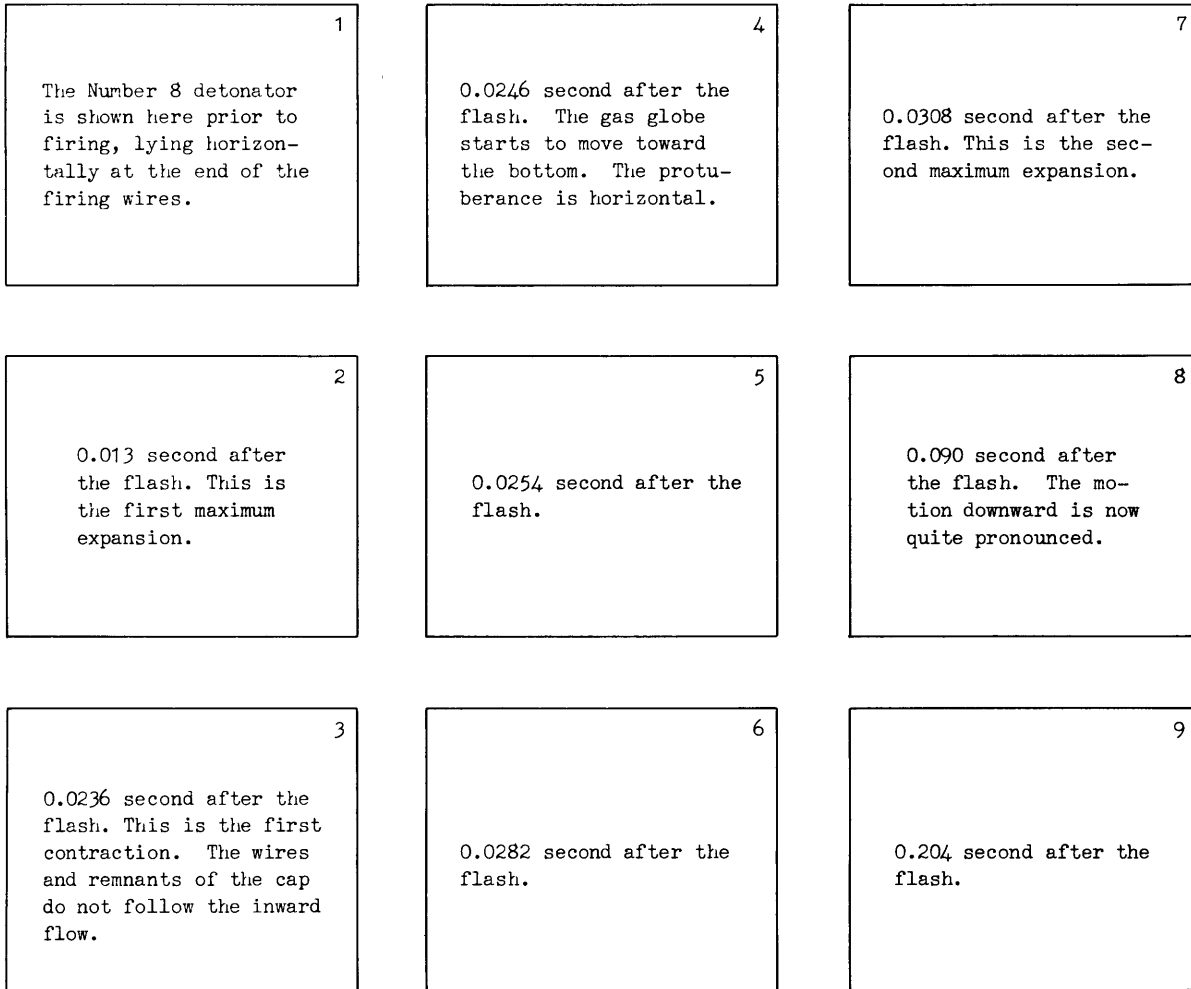 1
The Number 8 detonator
is shown here prior to
firing, lying horizon-
tally at the end of the
firing wires.
2
0.013 second after
the flash. This is
the first maximum
expansion.
3
0.0236 second after the
flash. This is the first
contraction. The wires
and remnants of the cap
do not follow the inward
flow.
4
0.0246 second after the
flash. The gas globe
starts to move toward
the bottom. The protu-
berance is horizontal.
5
0.0254 second after the
flash.
6
0.0282 second after the
flash.
7
0.0308 second after the
flash. This is the sec-
ond maximum expansion.
8
0.090 second after
the flash. The mo-
tion downward is now
quite pronounced.
9
0.204 second after the
flash.